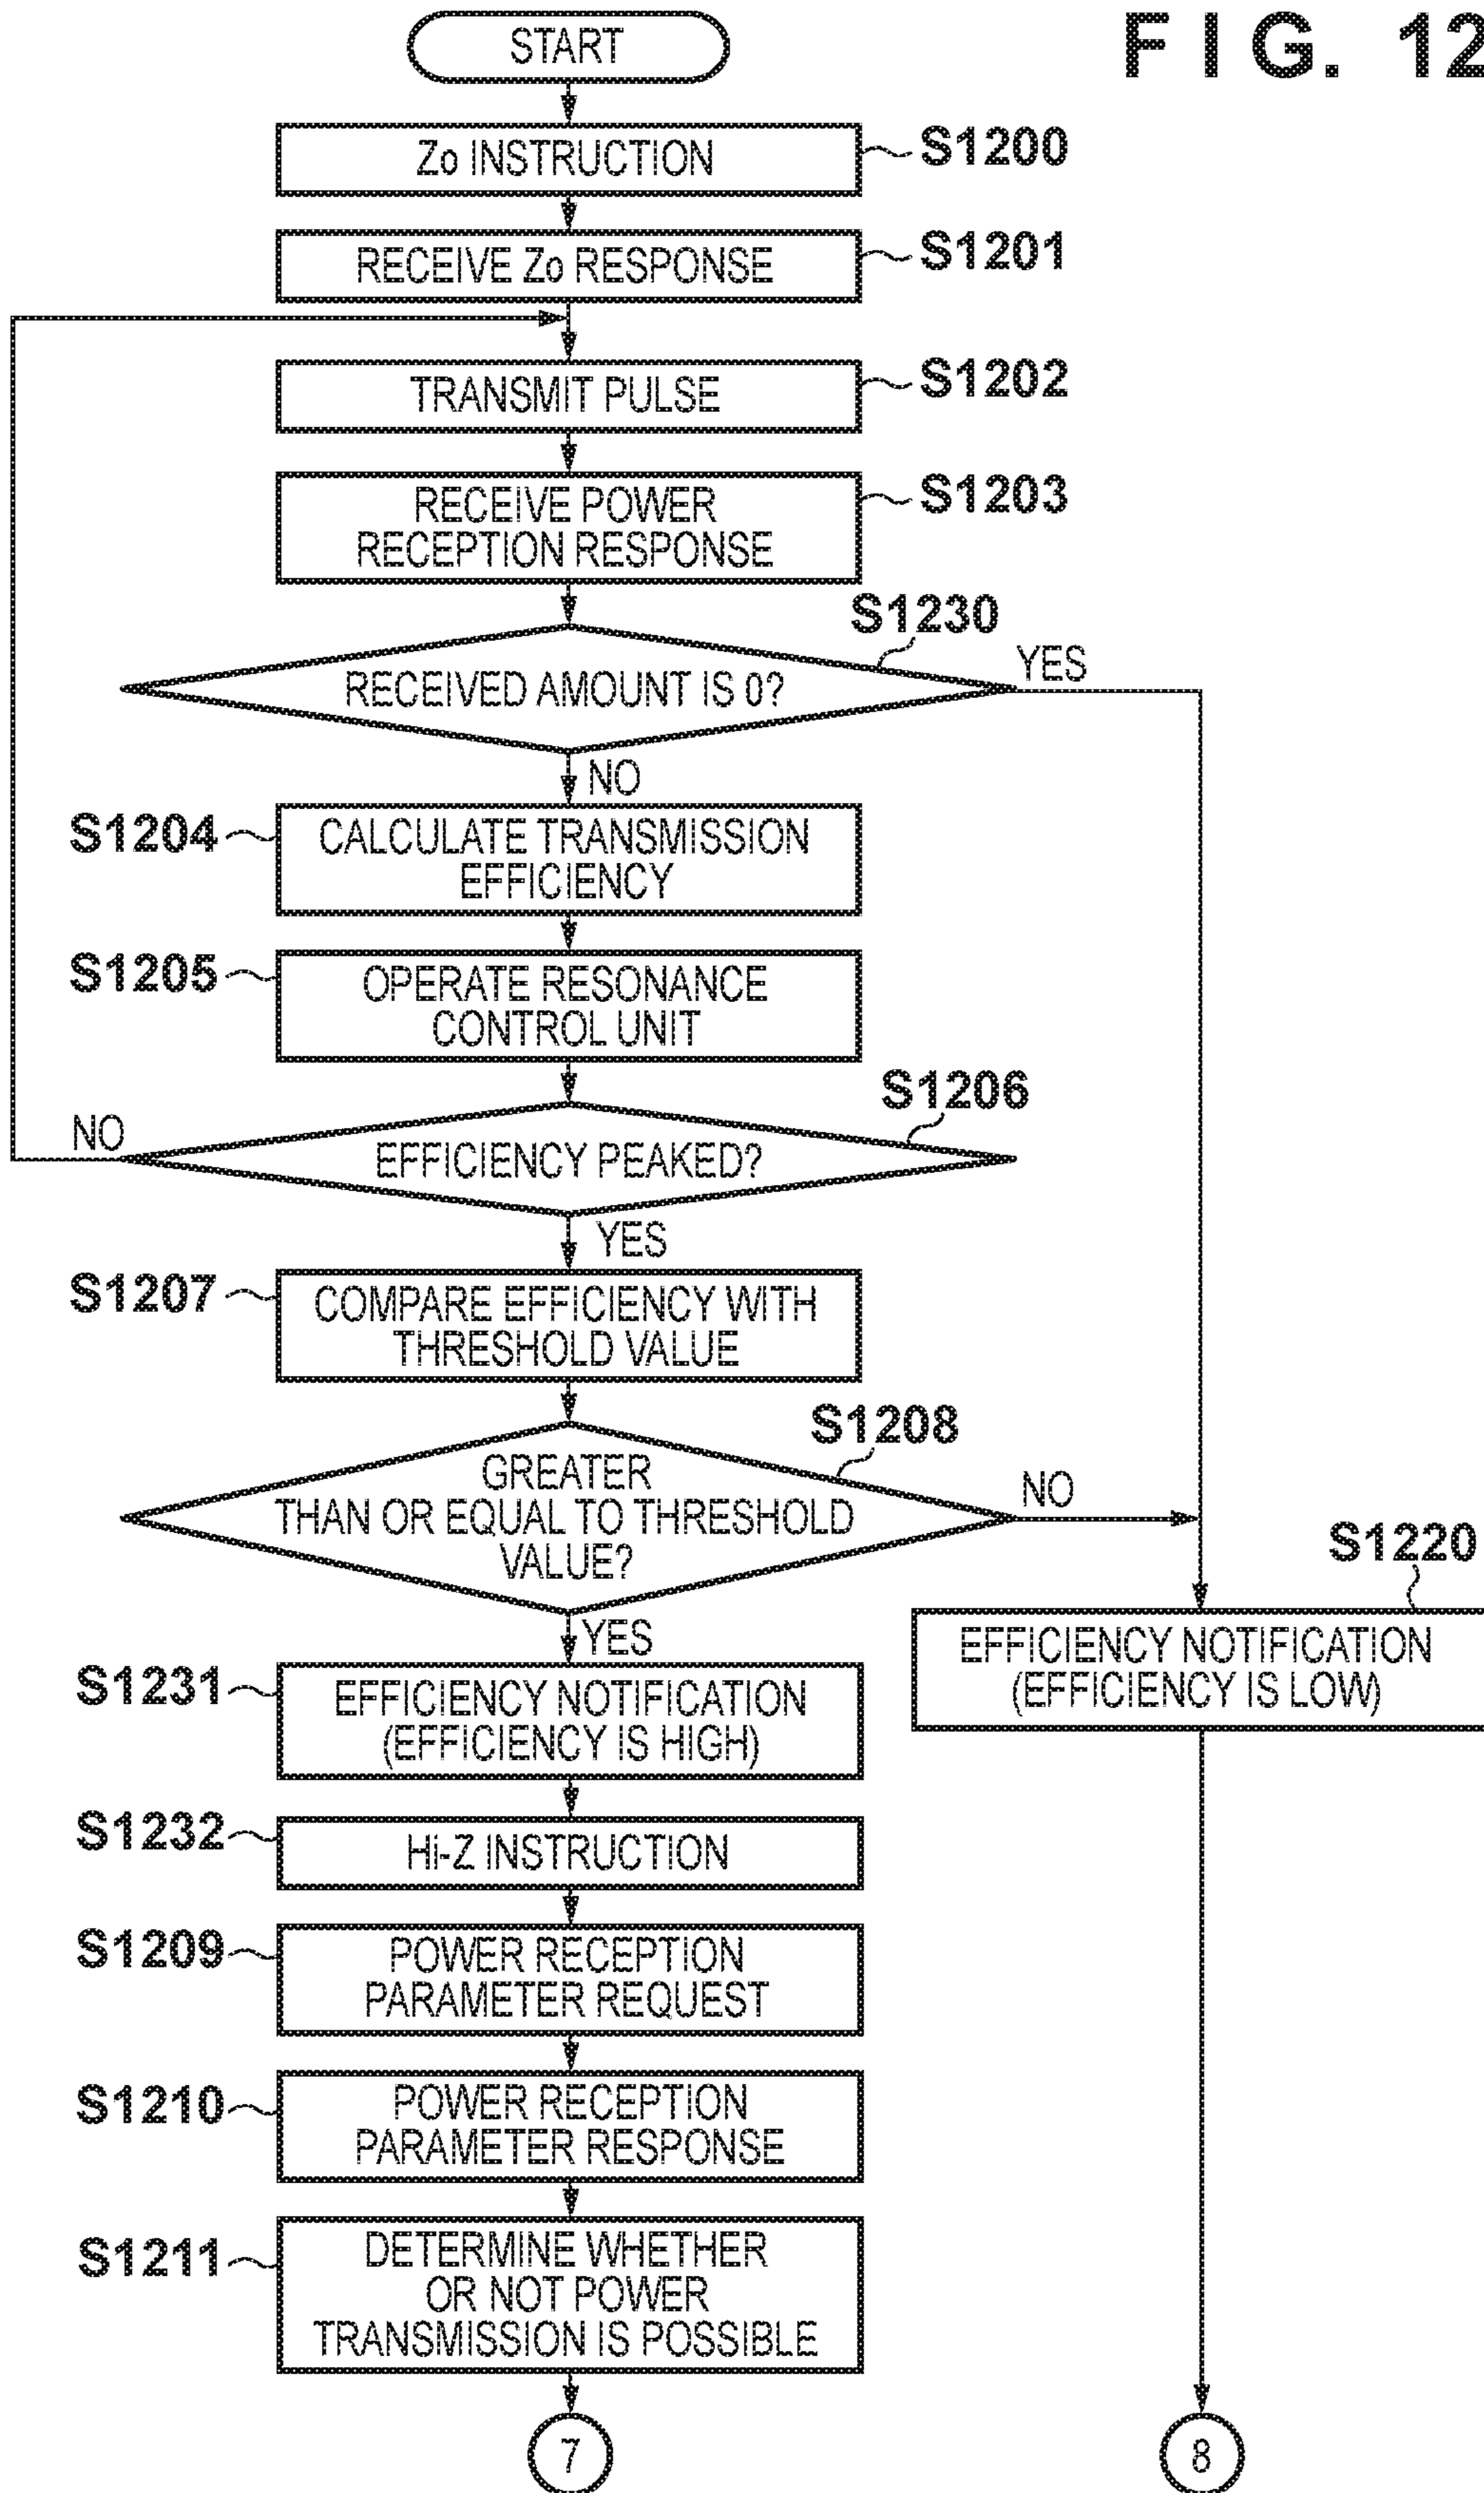 FIG. 12
START
Zo INSTRUCTION
S1200
RECEIVE Zo RESPONSE
S1201
TRANSMIT PULSE
S1202
RECEIVE POWER
RECEPTION RESPONSE
S1203
S1230
RECEIVED AMOUNT IS 0?
YES
NO
S1204
CALCULATE TRANSMISSION
EFFICIENCY
S1205
OPERATE RESONANCE
CONTROL UNIT
S1206
NO
EFFICIENCY PEAKED?
YES
S1207
COMPARE EFFICIENCY WITH
THRESHOLD VALUE
S1208
GREATER
THAN OR EQUAL TO THRESHOLD
VALUE?
NO
YES
S1220
EFFICIENCY NOTIFICATION
(EFFICIENCY IS LOW)
S1231
EFFICIENCY NOTIFICATION
(EFFICIENCY IS HIGH)
S1232
Hi-Z INSTRUCTION
S1209
POWER RECEPTION
PARAMETER REQUEST
S1210
POWER RECEPTION
PARAMETER RESPONSE
S1211
DETERMINE WHETHER
OR NOT POWER
TRANSMISSION IS POSSIBLE
7
8